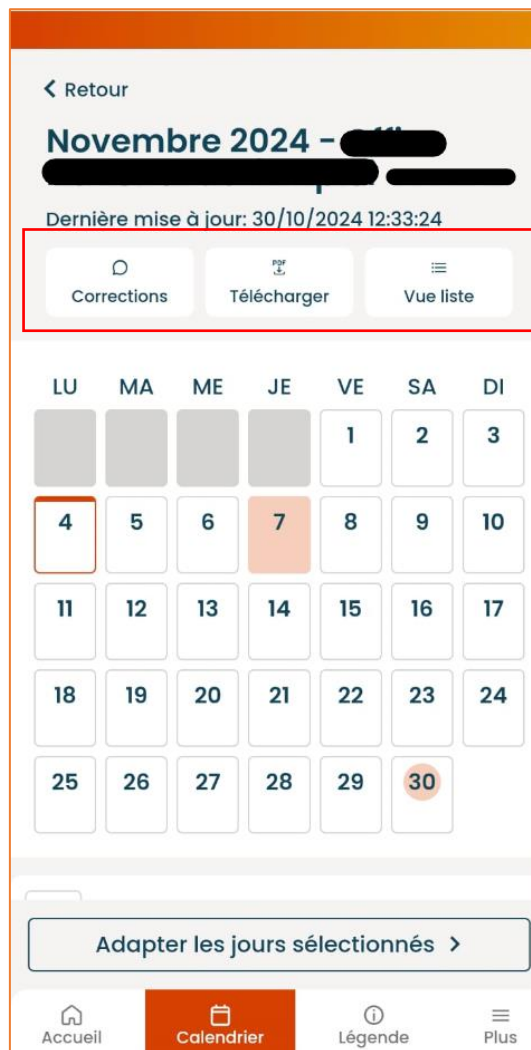 Retour
Novembre 2024 -
Dernière mise à jour: 30/10/2024 12:33:24
PDF
Corrections Télécharger Vue liste
LU MA ME JE VE SA DI
1 2 3
4 5 6 7 8 9 10
11 12 13 14 15 16 17
18 19 20 21 22 23 24
25 26 27 28 29 30
Adapter les jours sélectionnés
Accueil Calendrier Légende Plus